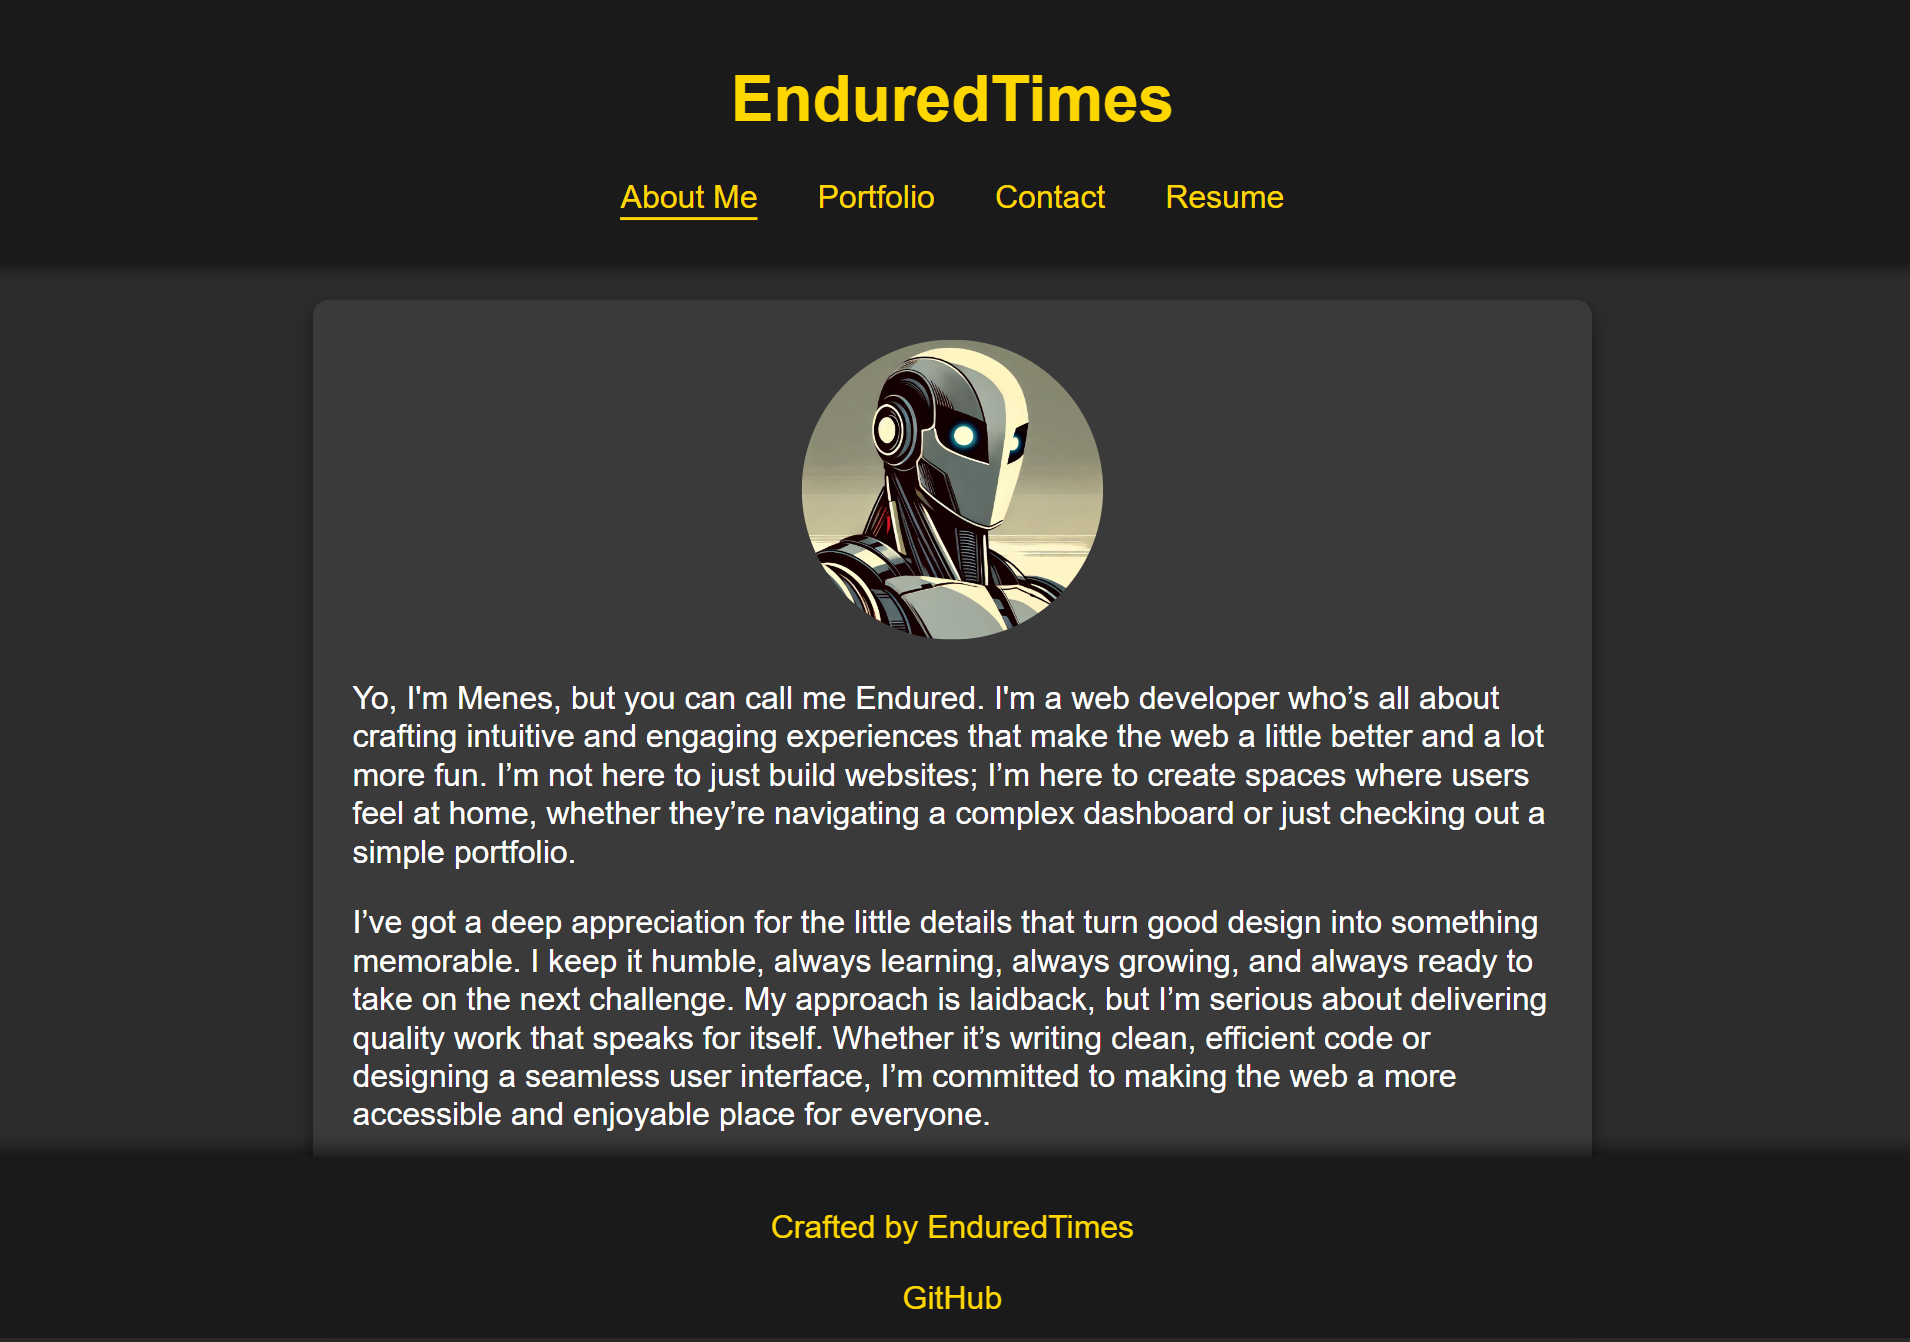 EnduredTimes
About Me Portfolio Contact Resume
Yo, I'm Menes, but you can call me Endured. I'm a web developer who’s all about
crafting intuitive and engaging experiences that make the web a little better and a lot
more fun. I’m not here to just build websites; I’m here to create spaces where users
feel at home, whether they’re navigating a complex dashboard or just checking out a
simple portfolio.
I’ve got a deep appreciation for the little details that turn good design into something
memorable. I keep it humble, always learning, always growing, and always ready to
take on the next challenge. My approach is laidback, but I’m serious about delivering
quality work that speaks for itself. Whether it’s writing clean, efficient code or
designing a seamless user interface, I’m committed to making the web a more
accessible and enjoyable place for everyone.
Crafted by EnduredTimes
GitHub